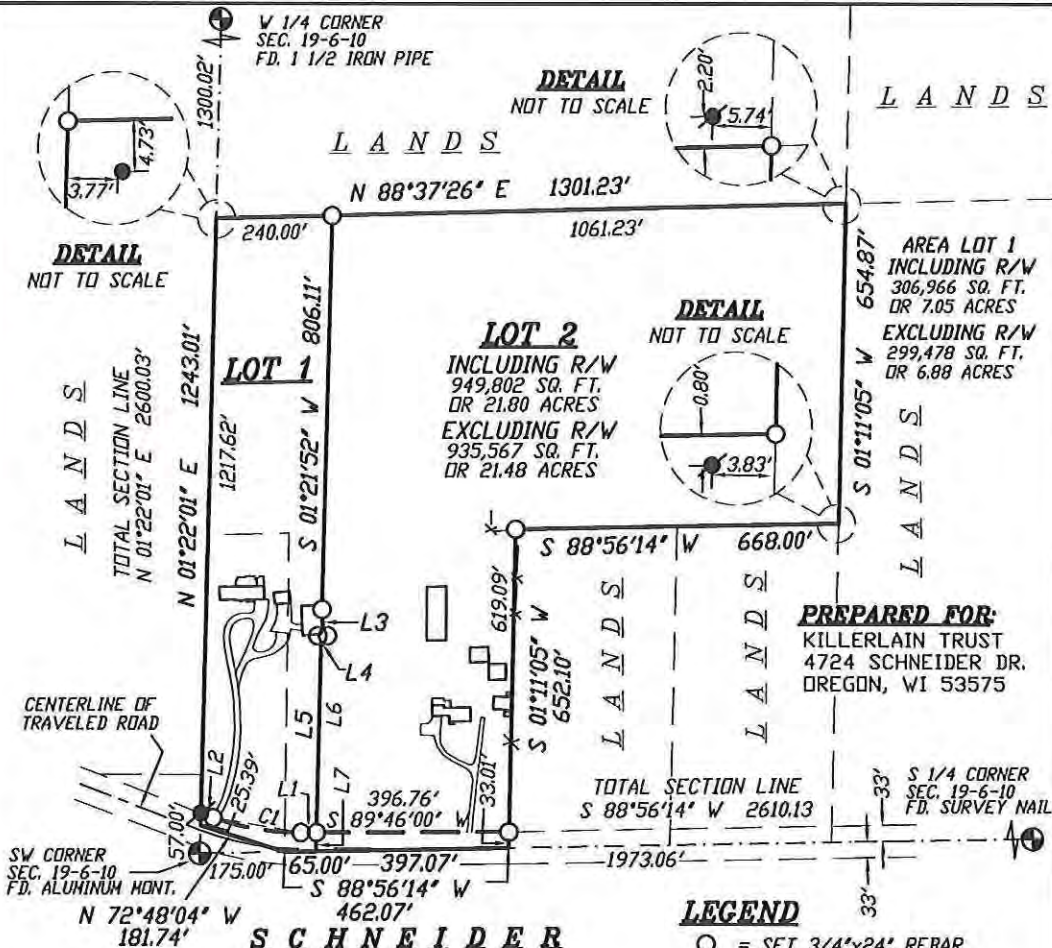 W 1/4 CORNER
SEC. 19-6-10
FD. 1 1/2 IRON PIPE
1300.02'
DETAIL
NOT TO SCALE
2.20'
5.74'
L A N D S
4.73'
3.77'
L A N D S
N 88°37'26" E 1301.23'
240.00'
1061.23'
DETAIL
NOT TO SCALE
654.87'
S 01°11'05" W
AREA LOT 1
INCLUDING R/W
306,966 SQ. FT.
OR 7.05 ACRES
EXCLUDING R/W
299,478 SQ. FT.
OR 6.88 ACRES
L A N D S
TOTAL SECTION LINE
N 01°22'01" E 2600.03'
N 01°22'01" E 1243.01'
1217.62'
LOT 1
S 01°21'52" W 806.11'
LOT 2
INCLUDING R/W
949,802 SQ. FT.
OR 21.80 ACRES
EXCLUDING R/W
935,567 SQ. FT.
OR 21.48 ACRES
DETAIL
NOT TO SCALE
0.80'
3.83'
L A N D S
S 88°56'14" W 668.00'
619.09'
S 01°11'05" W
652.10'
L A N D S
L A N D S
PREPARED FOR:
KILLERLAIN TRUST
4724 SCHNEIDER DR.
OREGON, WI 53575
L3
L4
L5
L6
L7
CENTERLINE OF
TRAVELED ROAD
L2
25.39'
C1
L1
396.76'
S 89°46'00" W
33.01'
TOTAL SECTION LINE
S 88°56'14" W 2610.13
33'
S 1/4 CORNER
SEC. 19-6-10
FD. SURVEY NAIL
57.00'
SW CORNER
SEC. 19-6-10
FD. ALUMINUM MONT.
175.00'
65.00'
397.07'
1973.06'
33'
S 88°56'14" W
462.07'
N 72°48'04" W
181.74'
S C H N E I D E R
LEGEND
= SET 3/4"x24" REBAR